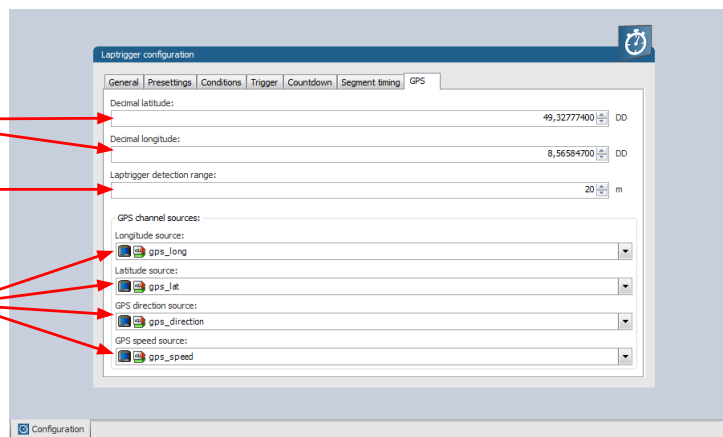 Laptrigger configuration
General Presettings Conditions Trigger Countdown Segment timing GPS
Decimal latitude:
49,32777400 DD
Decimal longitude:
8,56584700 DD
Laptrigger detection range:
20 m
GPS channel sources:
Longitude source:
gps_long
Latitude source:
gps_lat
GPS direction source:
gps_direction
GPS speed source:
gps_speed
Configuration